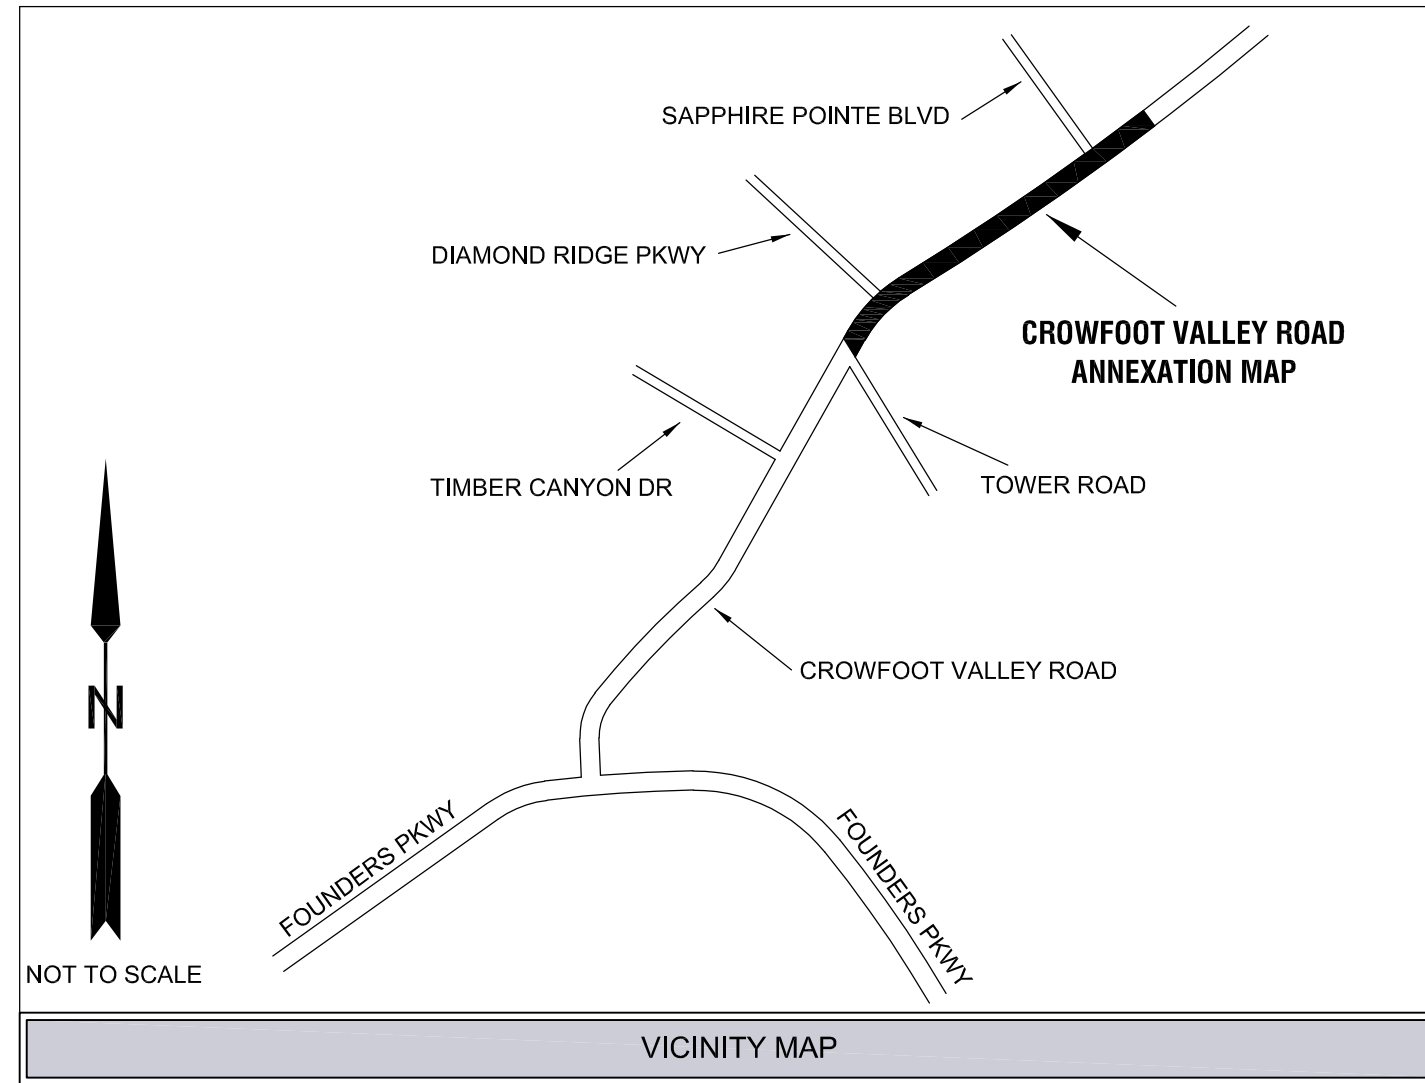 SAPPHIRE POINTE BLVD
DIAMOND RIDGE PKWY
CROWFOOT VALLEY ROAD
ANNEXATION MAP
TIMBER CANYON DR
TOWER ROAD
CROWFOOT VALLEY ROAD
N
FOUNDERS PKWY
FOUNDERS PKWY
NOT TO SCALE
VICINITY MAP